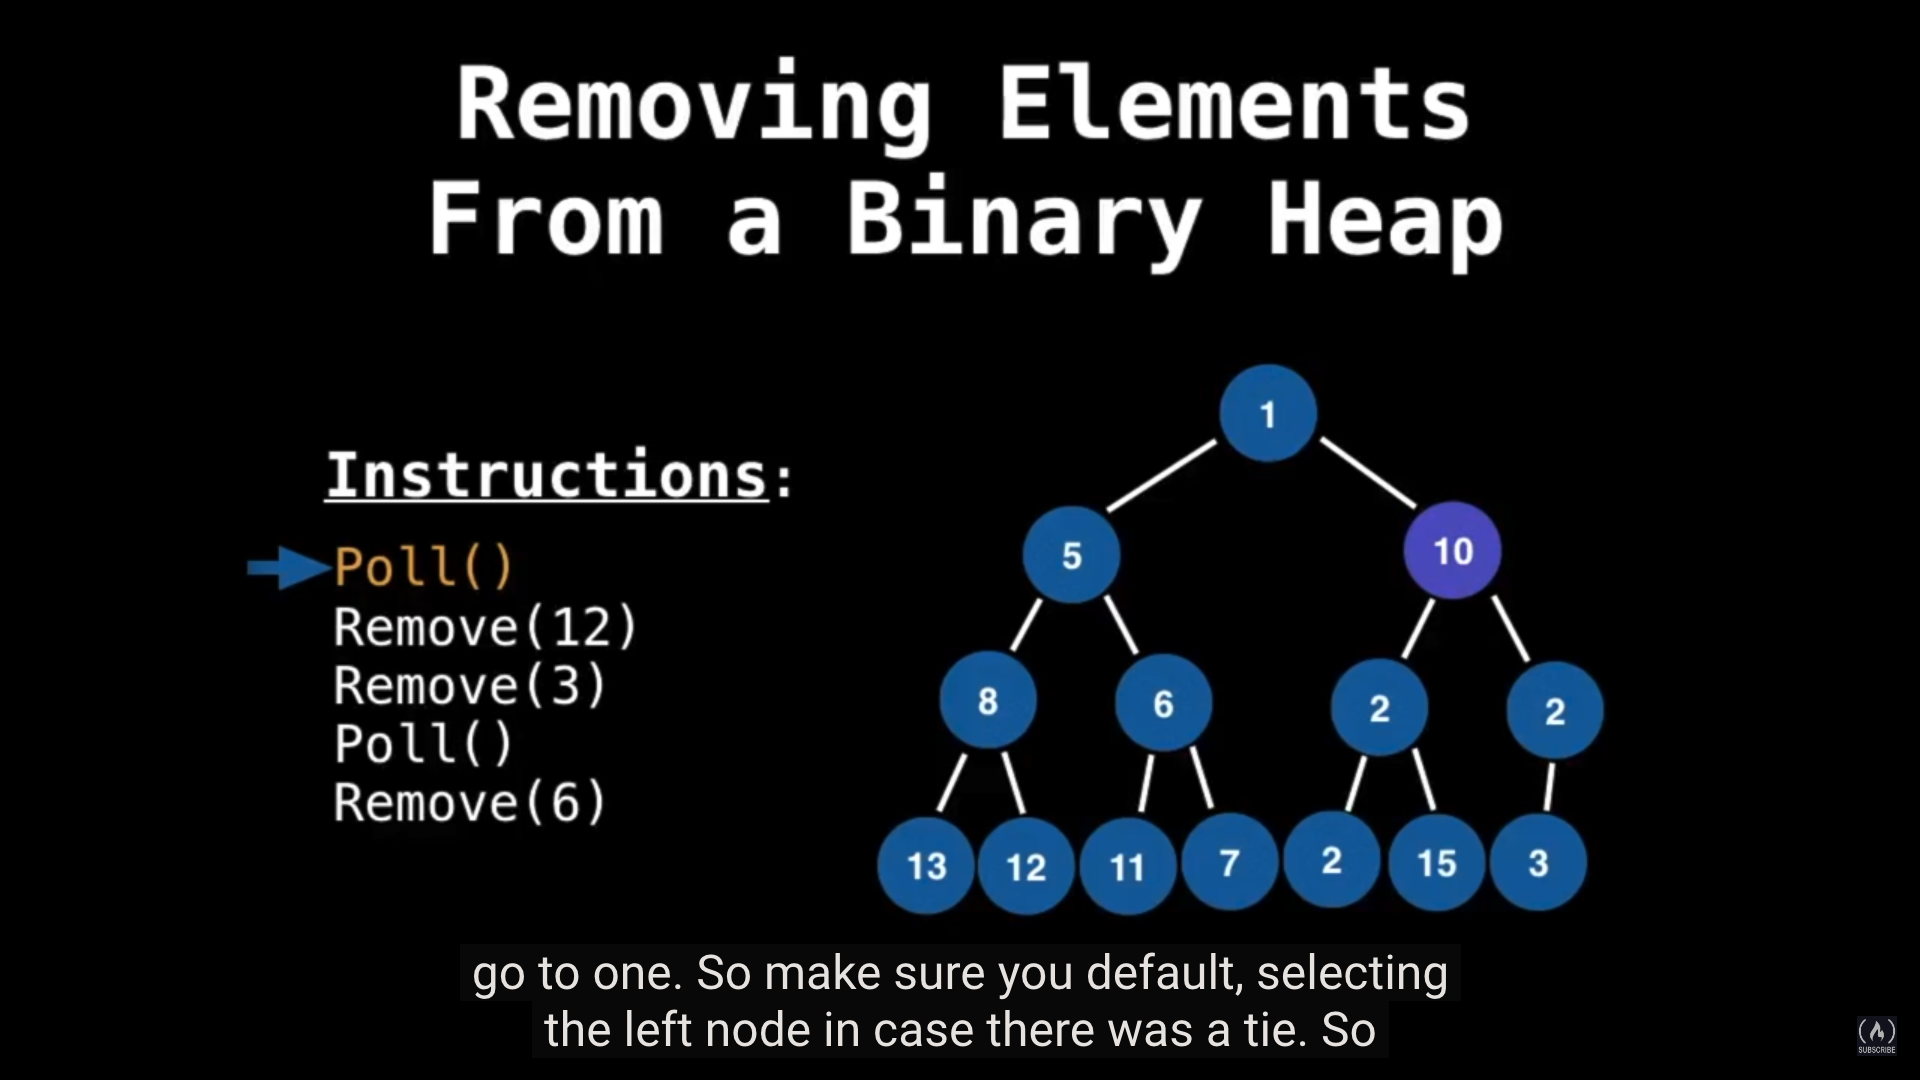 Removing Elements
From a Binary Heap
Instructions:
Poll()
Remove(12)
Remove(3)
Poll()
Remove(6)
1
5
10
8
6
2
2
13
12
11
7
2
15
3
go to one. So make sure you default, selecting
the left node in case there was a tie. So
SUBSCRIBE